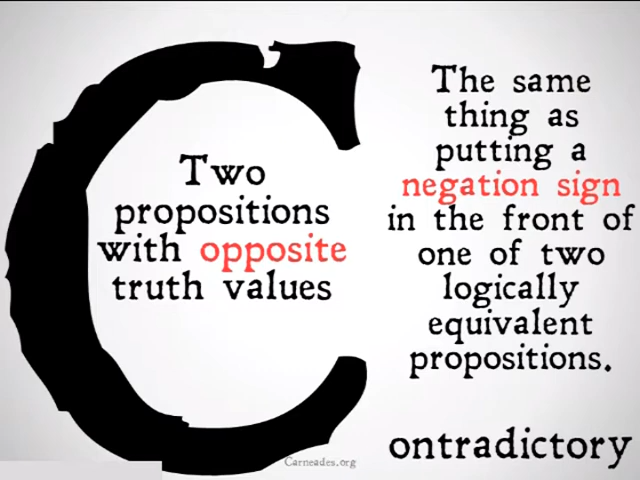 Two
propositions
with opposite
truth values
The same
thing as
putting a
negation sign
in the front of
one of two
logically
equivalent
propositions.
Contradictory
Carneades.org